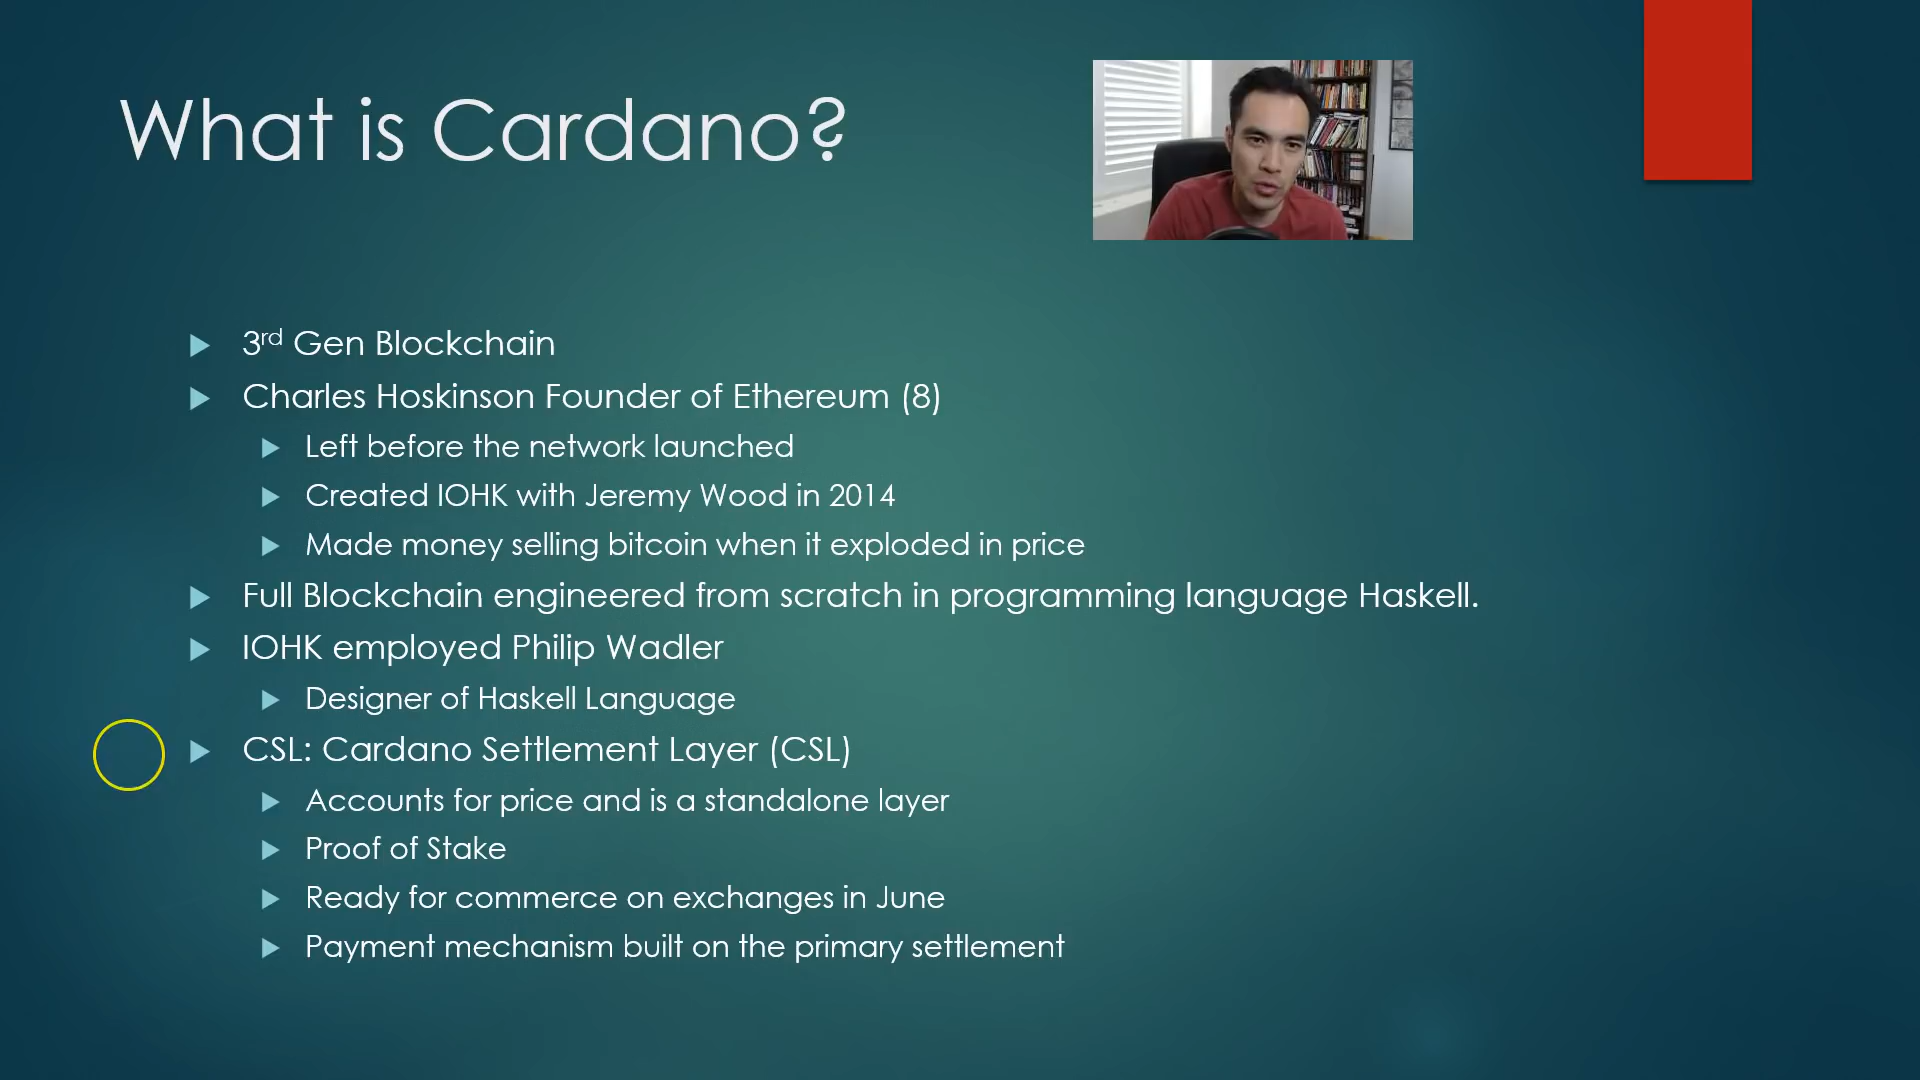 What is Cardano?
3rd Gen Blockchain
Charles Hoskinson Founder of Ethereum (8)
Left before the network launched
Created IOHK with Jeremy Wood in 2014
Made money selling bitcoin when it exploded in price
Full Blockchain engineered from scratch in programming language Haskell.
IOHK employed Philip Wadler
Designer of Haskell Language
CSL: Cardano Settlement Layer (CSL)
Accounts for price and is a standalone layer
Proof of Stake
Ready for commerce on exchanges in June
Payment mechanism built on the primary settlement